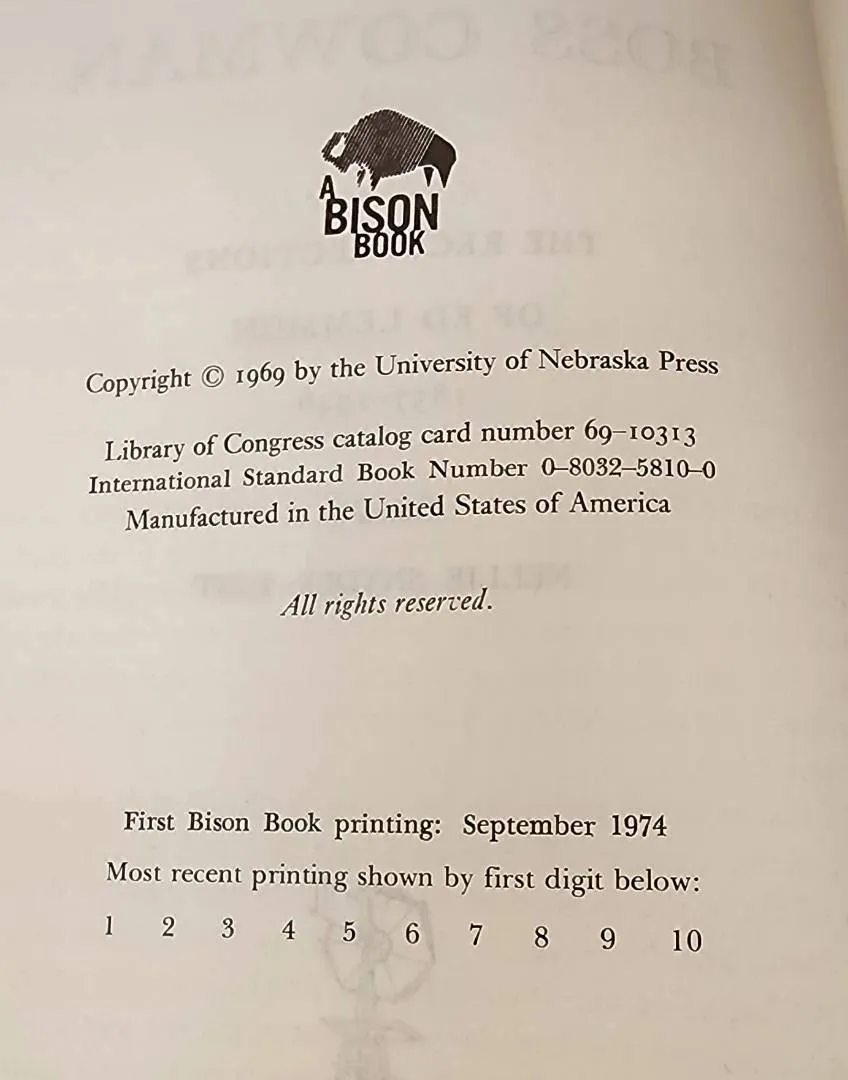 A
BISON
BOOK
Copyright © 1969 by the University of Nebraska Press
Library of Congress catalog card number 69–10313
International Standard Book Number 0–8032–5810–0
Manufactured in the United States of America
All rights reserved.
First Bison Book printing: September 1974
Most recent printing shown by first digit below:
1 2 3 4 5 6 7 8 9 10